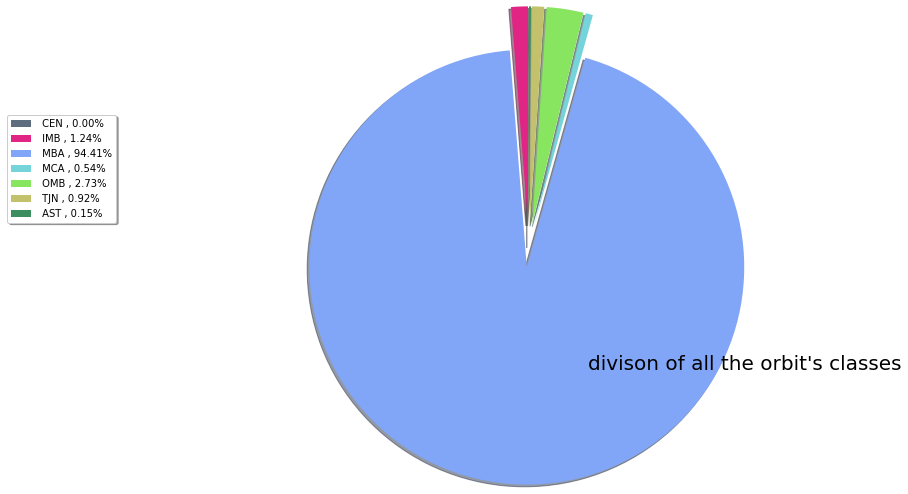 CEN , 0.00%
IMB , 1.24%
MBA , 94.41%
MCA , 0.54%
OMB , 2.73%
TJN , 0.92%
AST , 0.15%
divison of all the orbit's classes